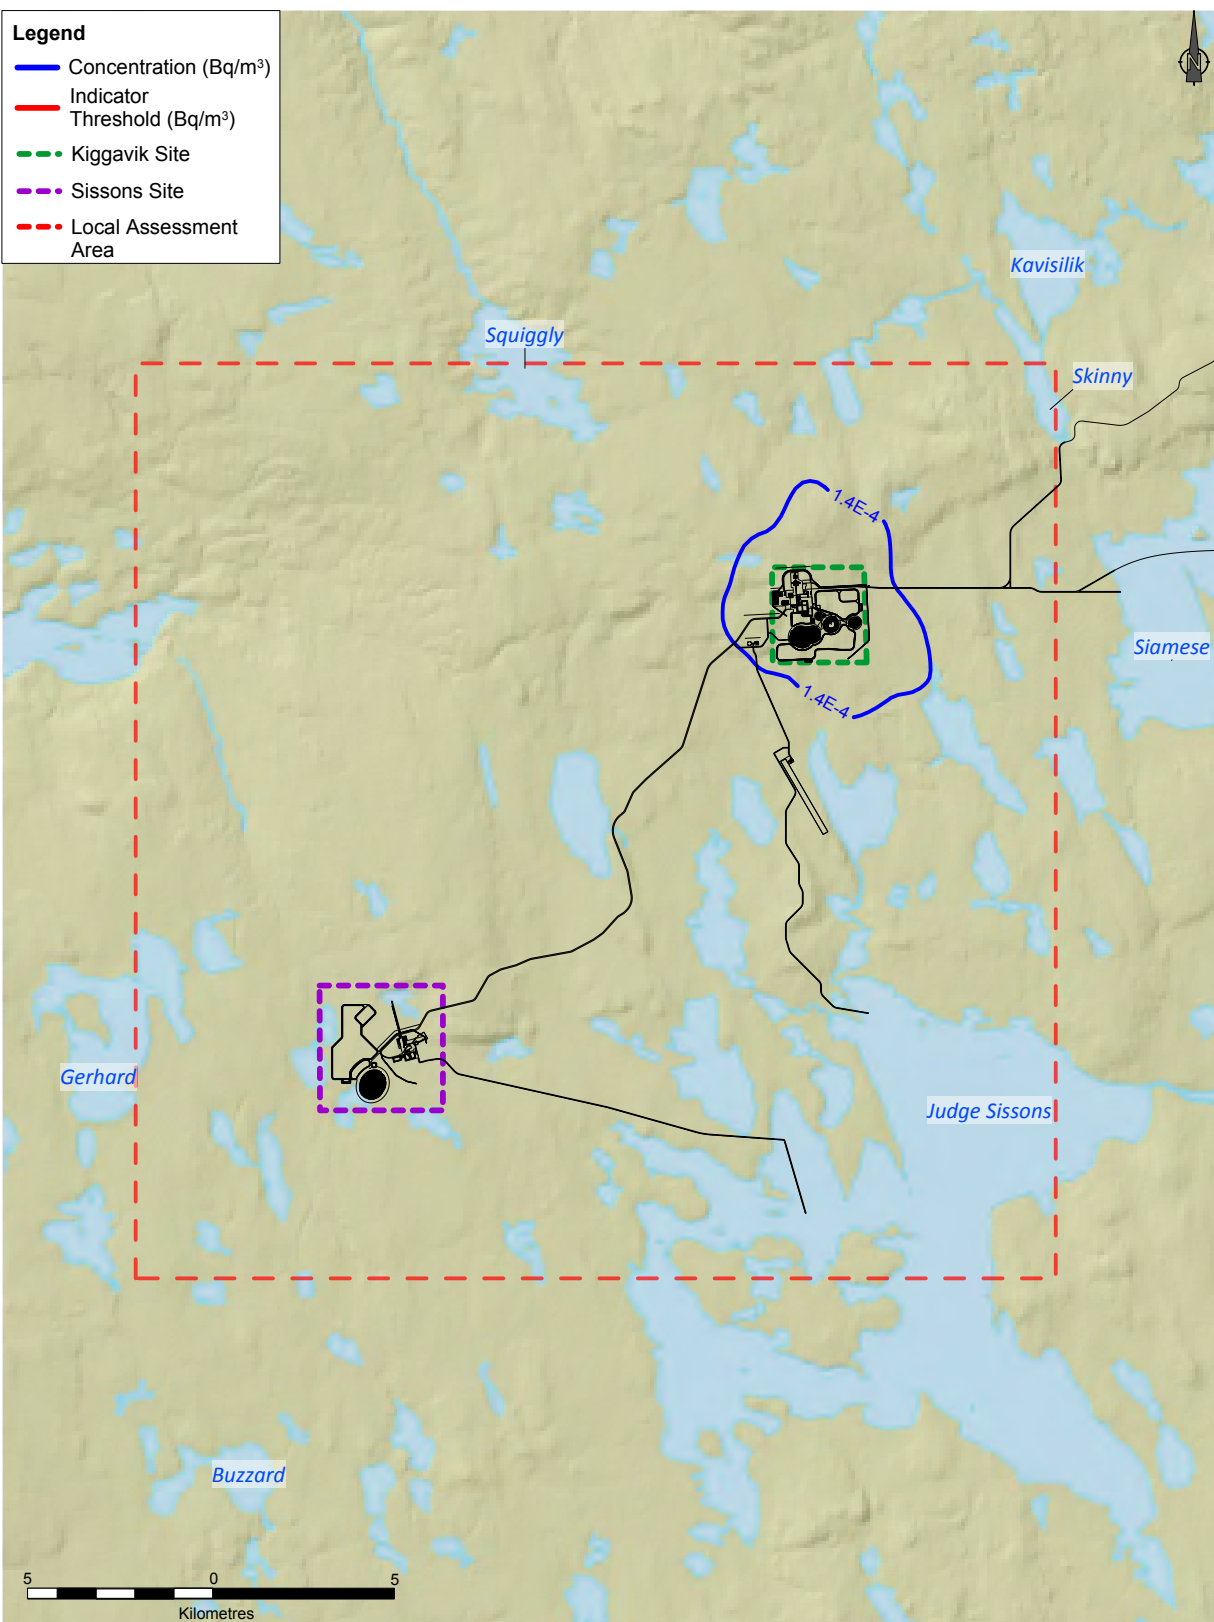 Legend
Concentration (Bq/m³)
Indicator
Threshold (Bq/m³)
Kiggavik Site
Sissons Site
Local Assessment
Area
N
Kavisilik
Squiggly
Skinny
1.4E-4
Siamese
1.4E-4
Gerhard
Judge Sissons
Buzzard
5 0 5
Kilometres